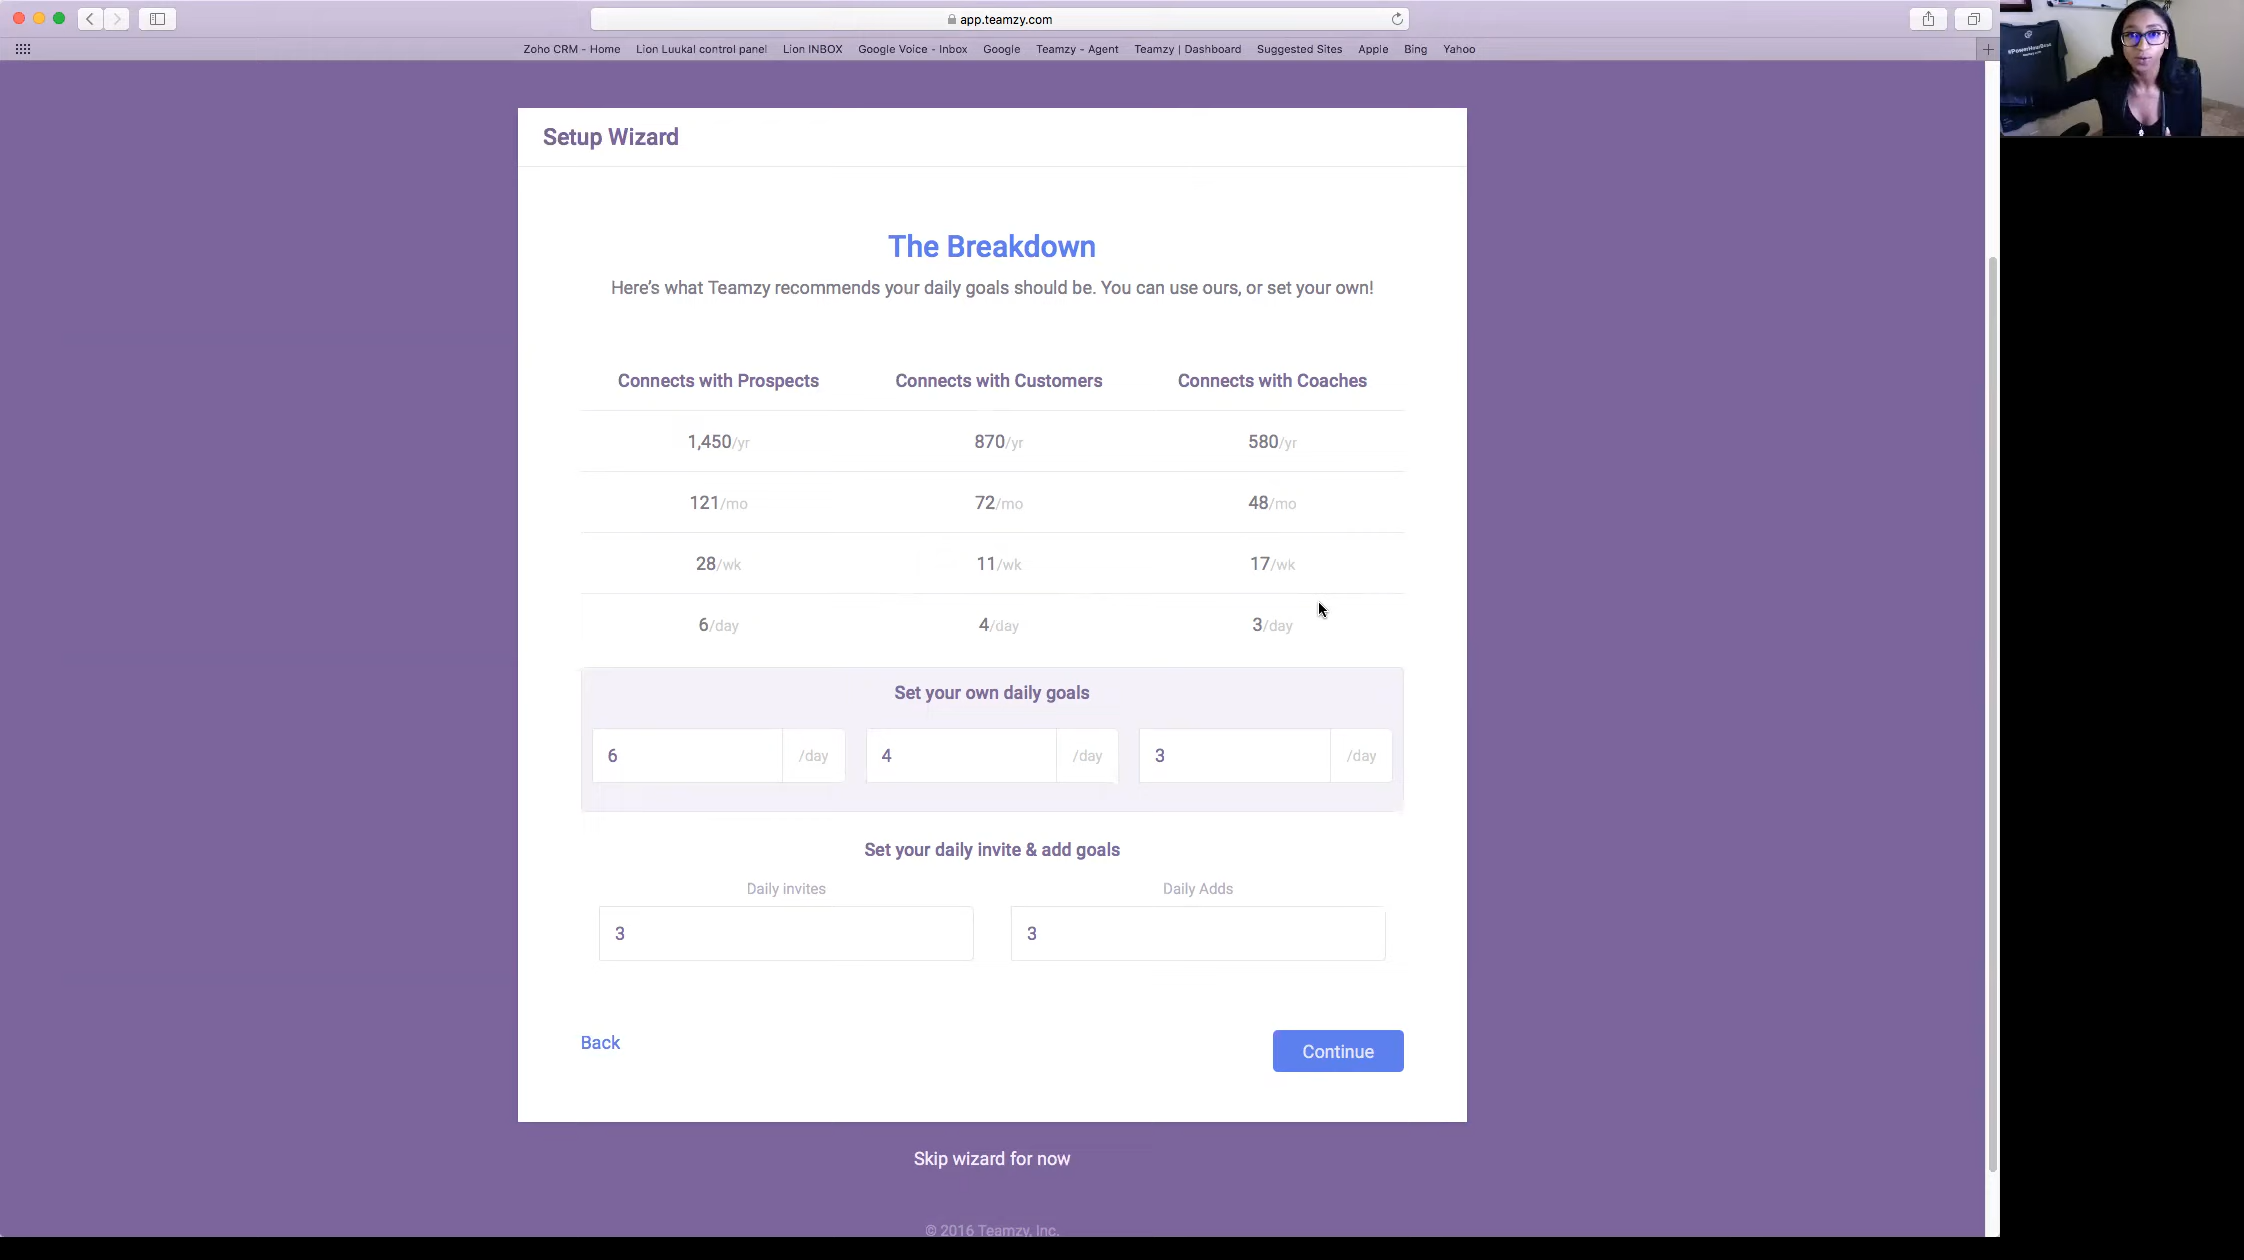 app.teamzy.com
Zoho CRM - Home Lion Luukal control panel Lion INBOX Google Voice - Inbox Google Teamzy - Agent Teamzy | Dashboard Suggested Sites Apple Bing Yahoo
Setup Wizard
The Breakdown
Here's what Teamzy recommends your daily goals should be. You can use ours, or set your own!
Connects with Prospects Connects with Customers Connects with Coaches
1,450/yr 870/yr 580/yr
121/mo 72/mo 48/mo
28/wk 11/wk 17/wk
6/day 4/day 3/day
Set your own daily goals
6 /day 4 /day 3 /day
Set your daily invite & add goals
Daily invites Daily Adds
3 3
Back Continue
Skip wizard for now
© 2016 Teamzy, Inc.